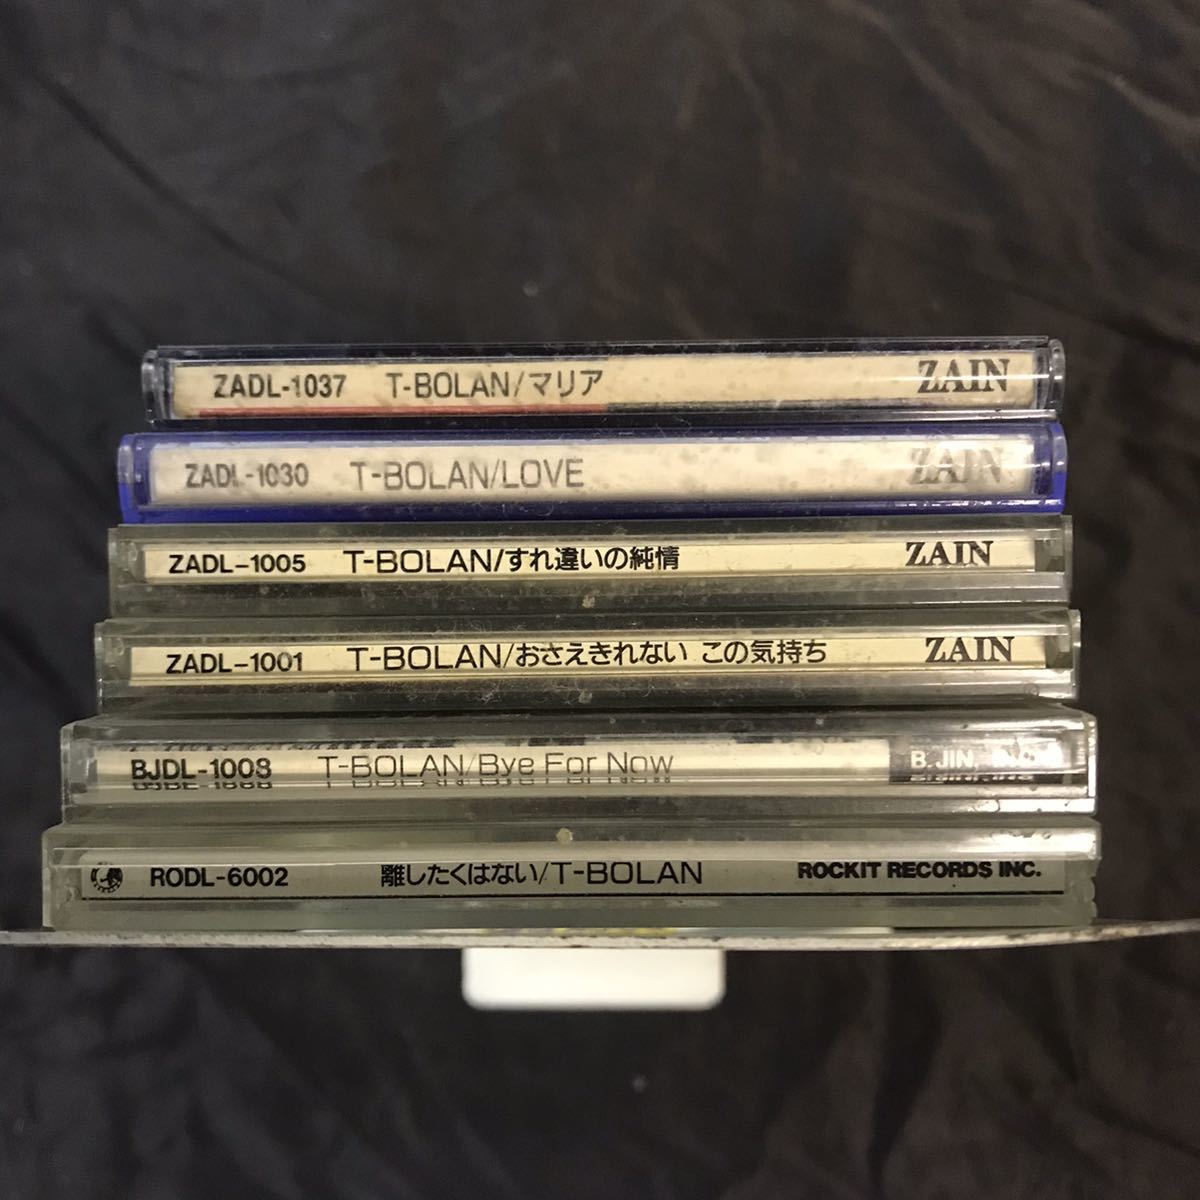 ZADL-1037 T-BOLAN/マリア ZAIN
ZADL-1030 T-BOLAN/LOVE ZAIN
ZADL-1005 T-BOLAN/すれ違いの純情 ZAIN
ZADL-1001 T-BOLAN/おさえきれない この気持ち ZAIN
BJDL-1008 T-BOLAN/Bye For Now B. JIN,
RODL-6002 離したくはない/T-BOLAN ROCKIT RECORDS INC.